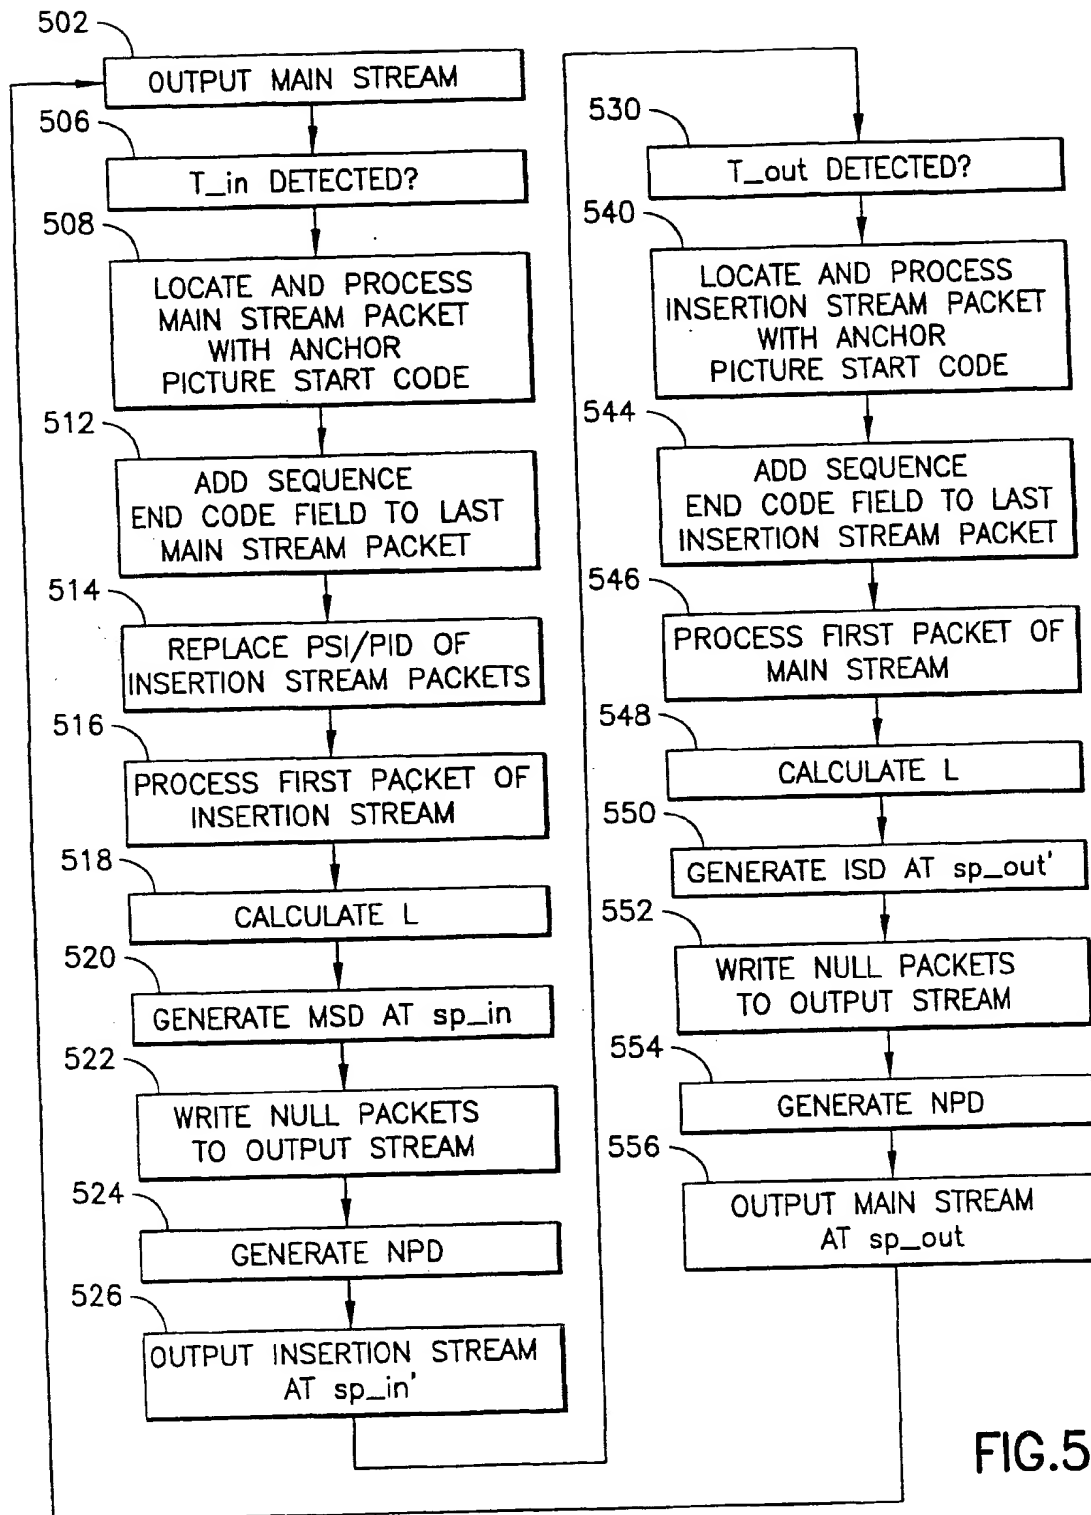 502
OUTPUT MAIN STREAM
506
T_in DETECTED?
508
LOCATE AND PROCESS
MAIN STREAM PACKET
WITH ANCHOR
PICTURE START CODE
512
ADD SEQUENCE
END CODE FIELD TO LAST
MAIN STREAM PACKET
514
REPLACE PSI/PID OF
INSERTION STREAM PACKETS
516
PROCESS FIRST PACKET OF
INSERTION STREAM
518
CALCULATE L
520
GENERATE MSD AT sp_in
522
WRITE NULL PACKETS
TO OUTPUT STREAM
524
GENERATE NPD
526
OUTPUT INSERTION STREAM
AT sp_in'
530
T_out DETECTED?
540
LOCATE AND PROCESS
INSERTION STREAM PACKET
WITH ANCHOR
PICTURE START CODE
544
ADD SEQUENCE
END CODE FIELD TO LAST
INSERTION STREAM PACKET
546
PROCESS FIRST PACKET OF
MAIN STREAM
548
CALCULATE L
550
GENERATE ISD AT sp_out'
552
WRITE NULL PACKETS
TO OUTPUT STREAM
554
GENERATE NPD
556
OUTPUT MAIN STREAM
AT sp_out
FIG.5